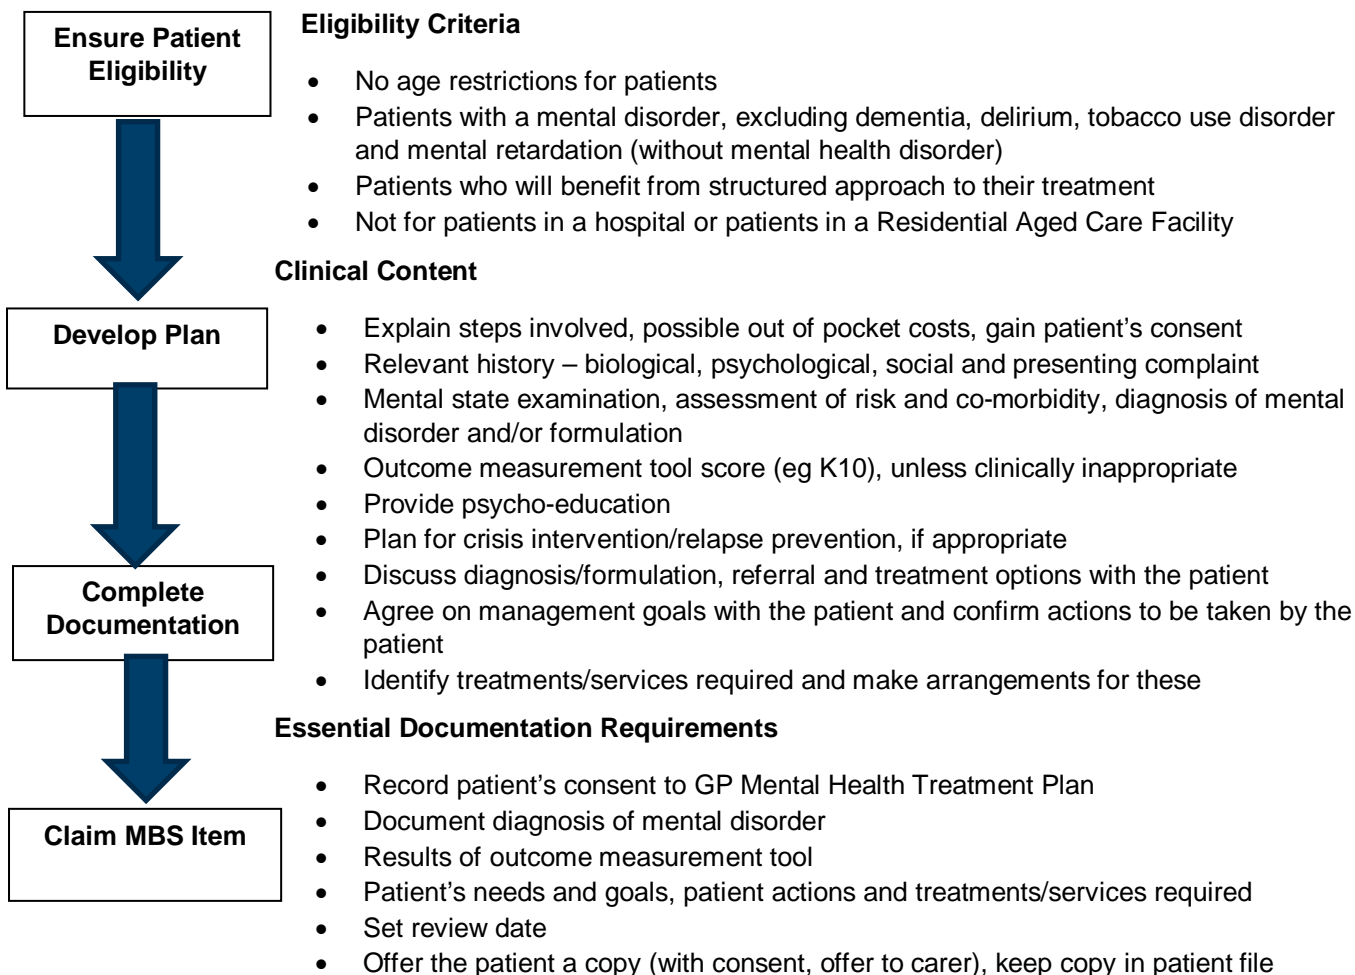 Ensure Patient
Eligibility
Eligibility Criteria
• No age restrictions for patients
• Patients with a mental disorder, excluding dementia, delirium, tobacco use disorder
and mental retardation (without mental health disorder)
• Patients who will benefit from structured approach to their treatment
• Not for patients in a hospital or patients in a Residential Aged Care Facility
Develop Plan
Clinical Content
• Explain steps involved, possible out of pocket costs, gain patient’s consent
• Relevant history – biological, psychological, social and presenting complaint
• Mental state examination, assessment of risk and co-morbidity, diagnosis of mental
disorder and/or formulation
• Outcome measurement tool score (eg K10), unless clinically inappropriate
• Provide psycho-education
• Plan for crisis intervention/relapse prevention, if appropriate
• Discuss diagnosis/formulation, referral and treatment options with the patient
• Agree on management goals with the patient and confirm actions to be taken by the
patient
• Identify treatments/services required and make arrangements for these
Complete
Documentation
Essential Documentation Requirements
• Record patient’s consent to GP Mental Health Treatment Plan
• Document diagnosis of mental disorder
• Results of outcome measurement tool
• Patient’s needs and goals, patient actions and treatments/services required
• Set review date
• Offer the patient a copy (with consent, offer to carer), keep copy in patient file
Claim MBS Item